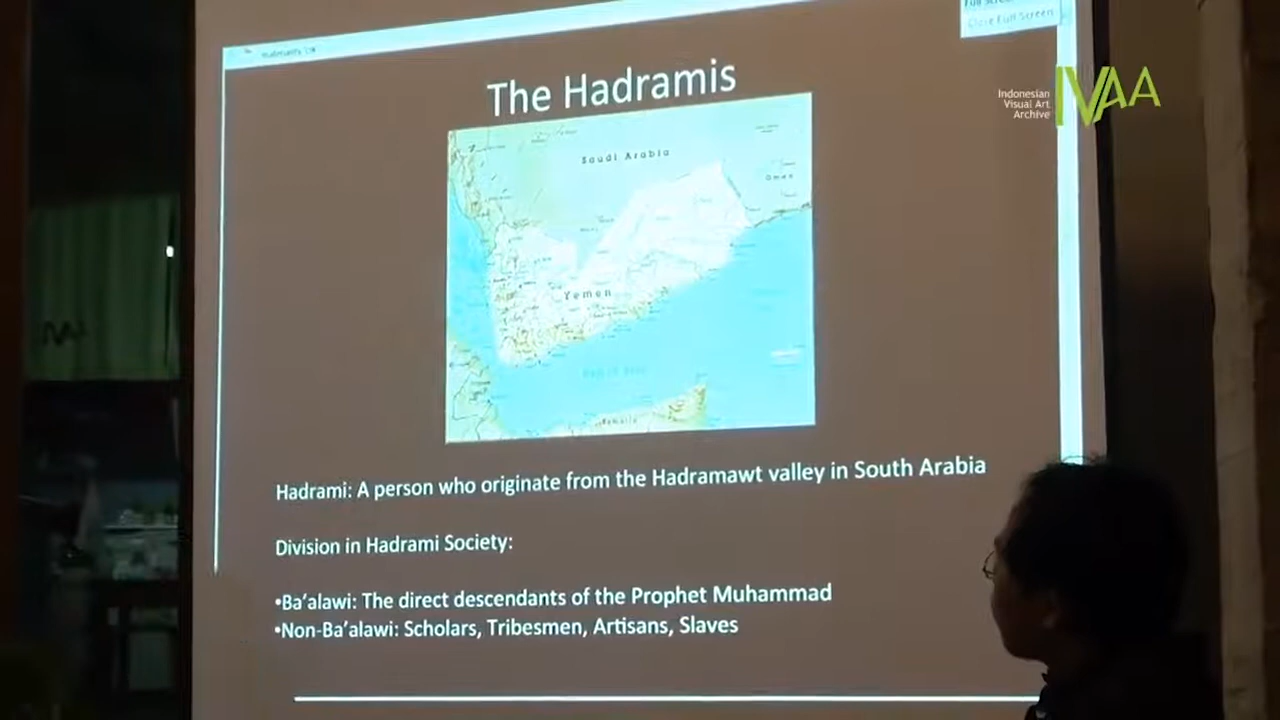 Close Full Screen
The Hadramis
Indonesian
Visual Art
Archive
IVAA
Saudi Arabia
Oman
Yemen
Somalia
Hadrami: A person who originate from the Hadramawt valley in South Arabia
Division in Hadrami Society:
•Ba'alawi: The direct descendants of the Prophet Muhammad
•Non-Ba'alawi: Scholars, Tribesmen, Artisans, Slaves